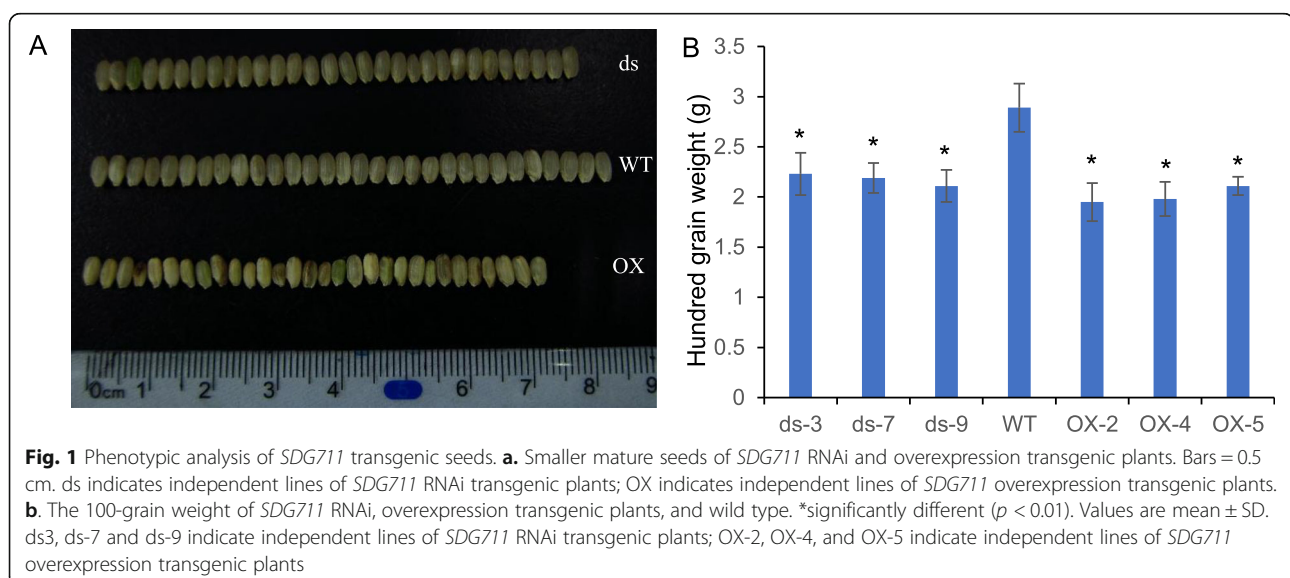 A
ds
WT
OX
0cm 1 2 3 4 6 7 8 9
B
Hundred grain weight (g)
3.5
3
2.5
2
1.5
1
0.5
0
* * * * * *
ds-3 ds-7 ds-9 WT OX-2 OX-4 OX-5
Fig. 1 Phenotypic analysis of SDG711 transgenic seeds. a. Smaller mature seeds of SDG711 RNAi and overexpression transgenic plants. Bars = 0.5
cm. ds indicates independent lines of SDG711 RNAi transgenic plants; OX indicates independent lines of SDG711 overexpression transgenic plants.
b. The 100-grain weight of SDG711 RNAi, overexpression transgenic plants, and wild type. *significantly different (p < 0.01). Values are mean ± SD.
ds3, ds-7 and ds-9 indicate independent lines of SDG711 RNAi transgenic plants; OX-2, OX-4, and OX-5 indicate independent lines of SDG711
overexpression transgenic plants